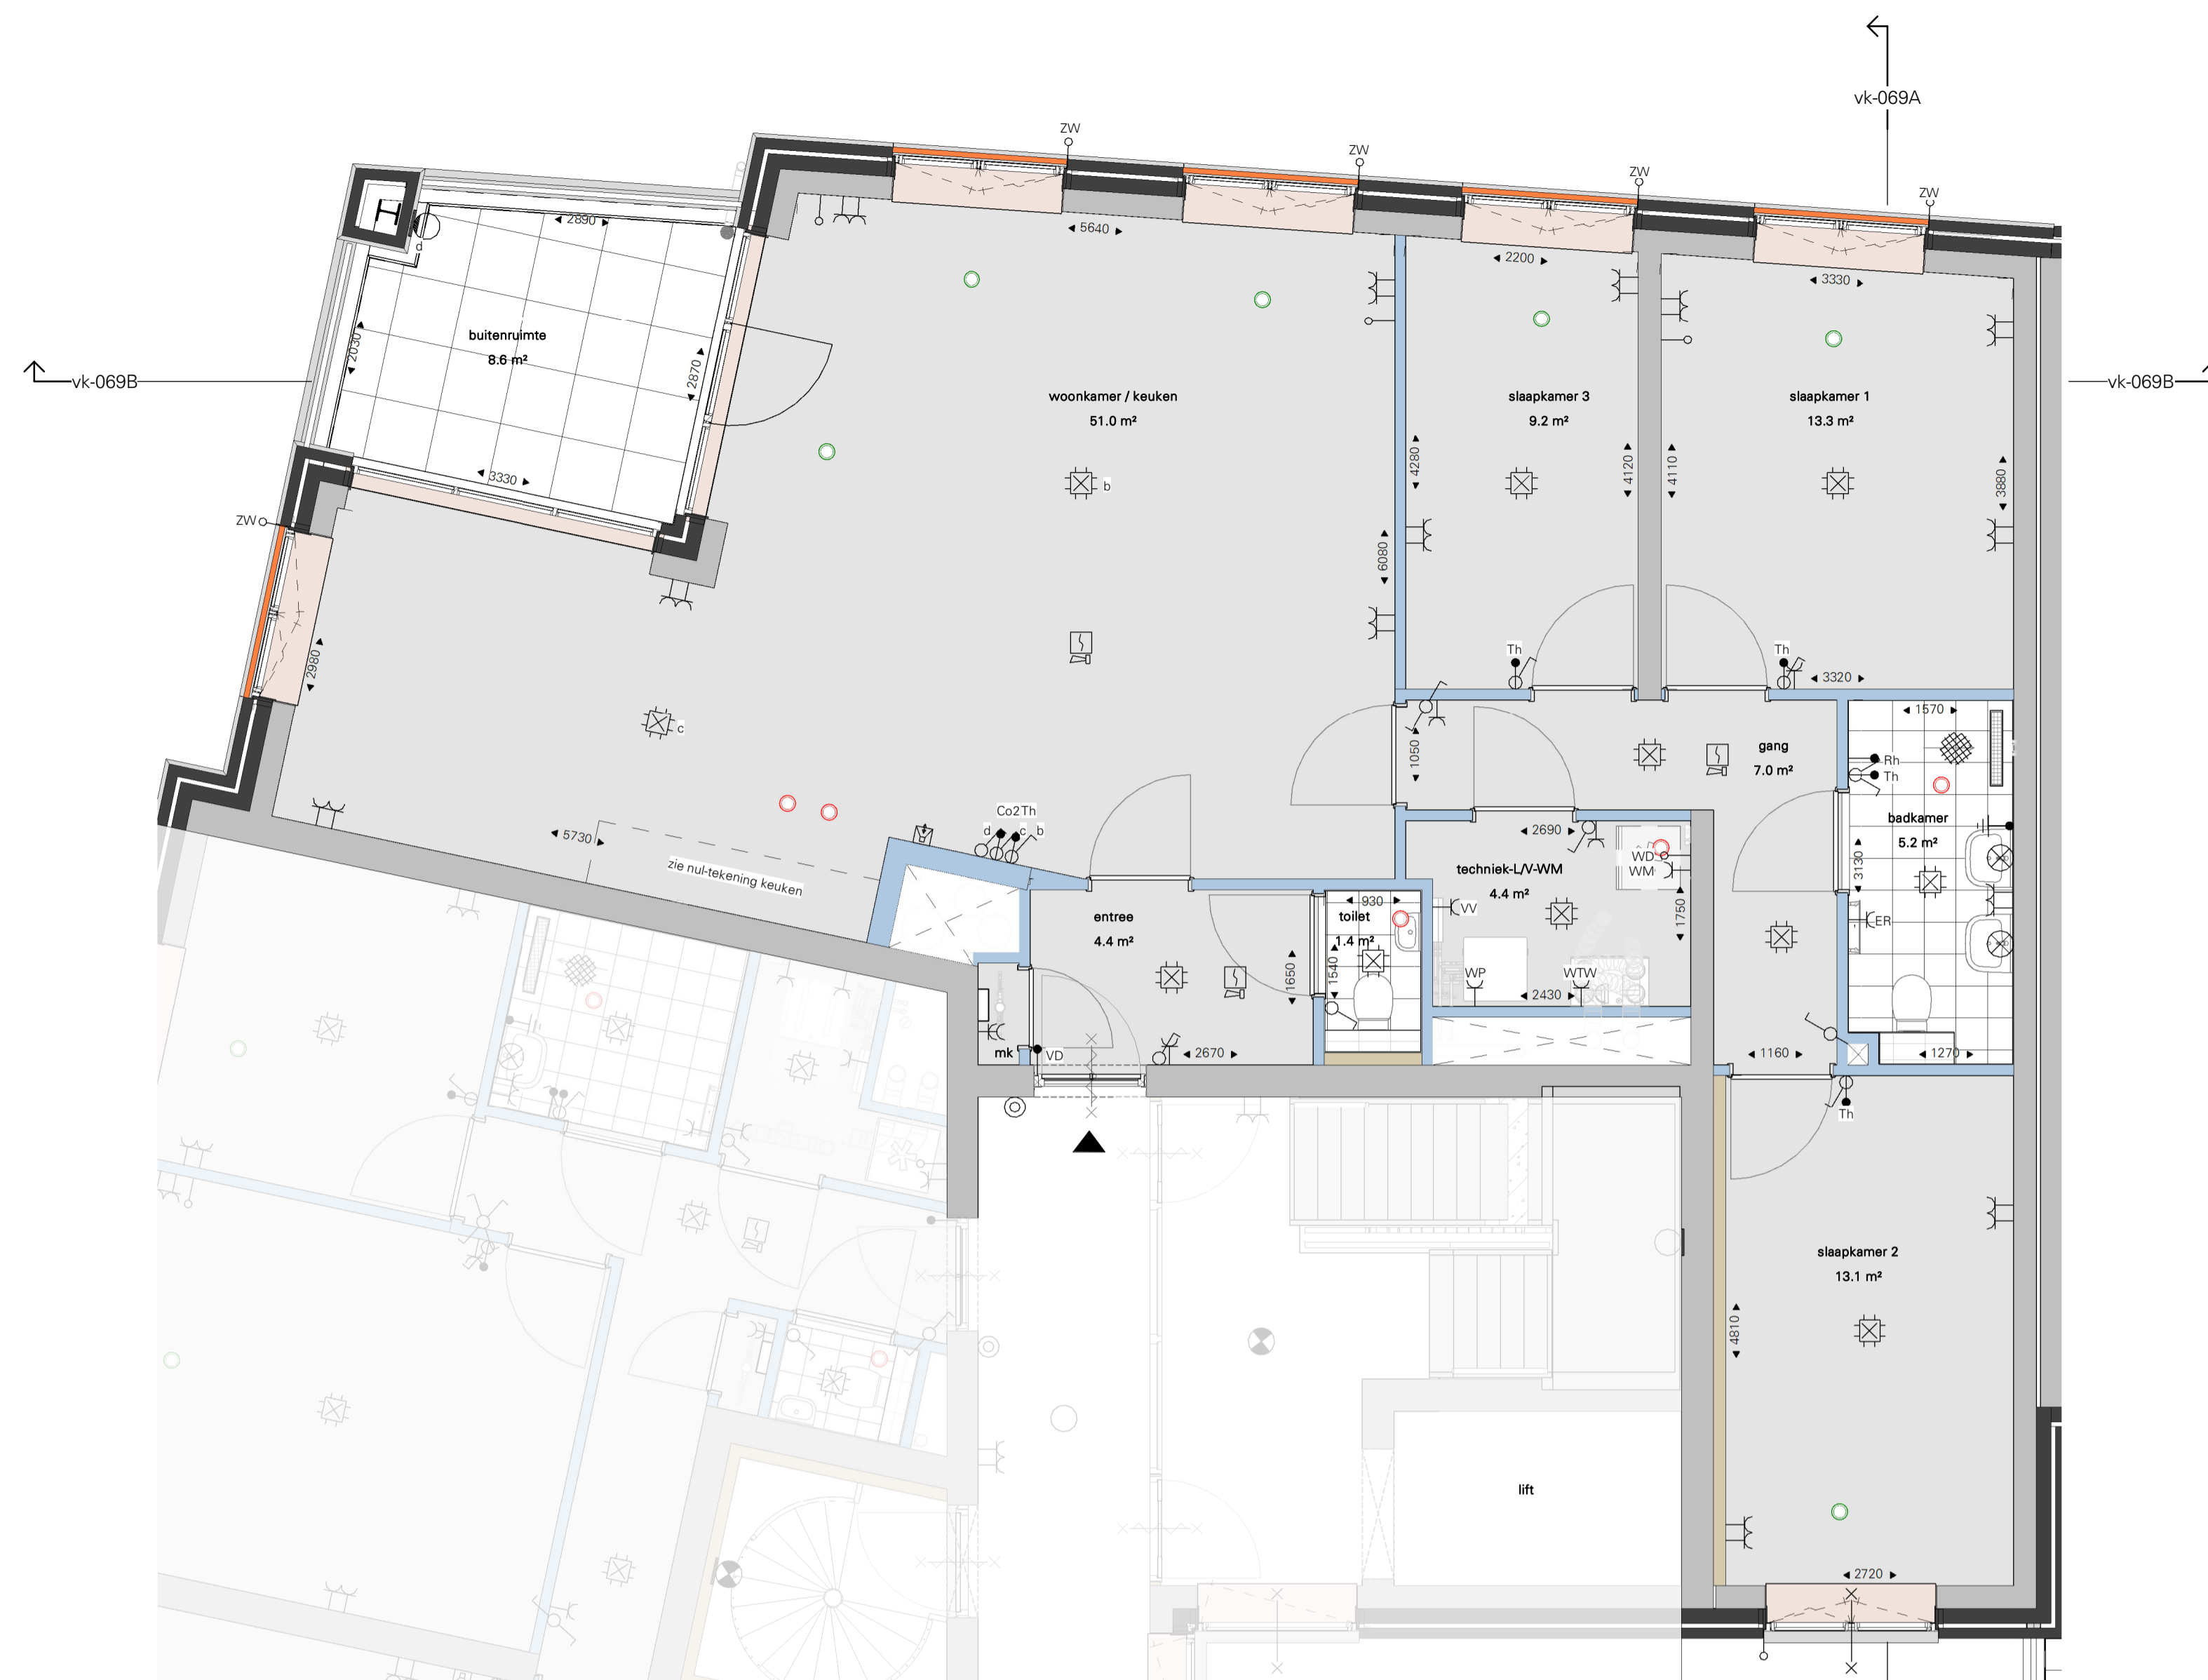 vk-069A
ZW
ZW
ZW
ZW
2890
d
5640
2200
3330
buitenruimte
8.6 m²
2030
2870
vk-069B
vk-069B
woonkamer / keuken
51.0 m²
slaapkamer 3
9.2 m²
slaapkamer 1
13.3 m²
3330
4280
4120
4110
3880
b
ZW
6080
2980
Th
Th
3320
c
1570
1050
gang
7.0 m²
Rh
Th
Co2Th
d
c
b
5730
zie nul-tekening keuken
2690
WD
WM
techniek-L/V-WM
4.4 m²
badkamer
5.2 m²
3130
entree
4.4 m²
930
toilet
1.4 m²
VV
1750
ER
1650
1540
WP
WTW
2430
mk
VD
2670
1160
1270
Th
slaapkamer 2
13.1 m²
4810
lift
2720